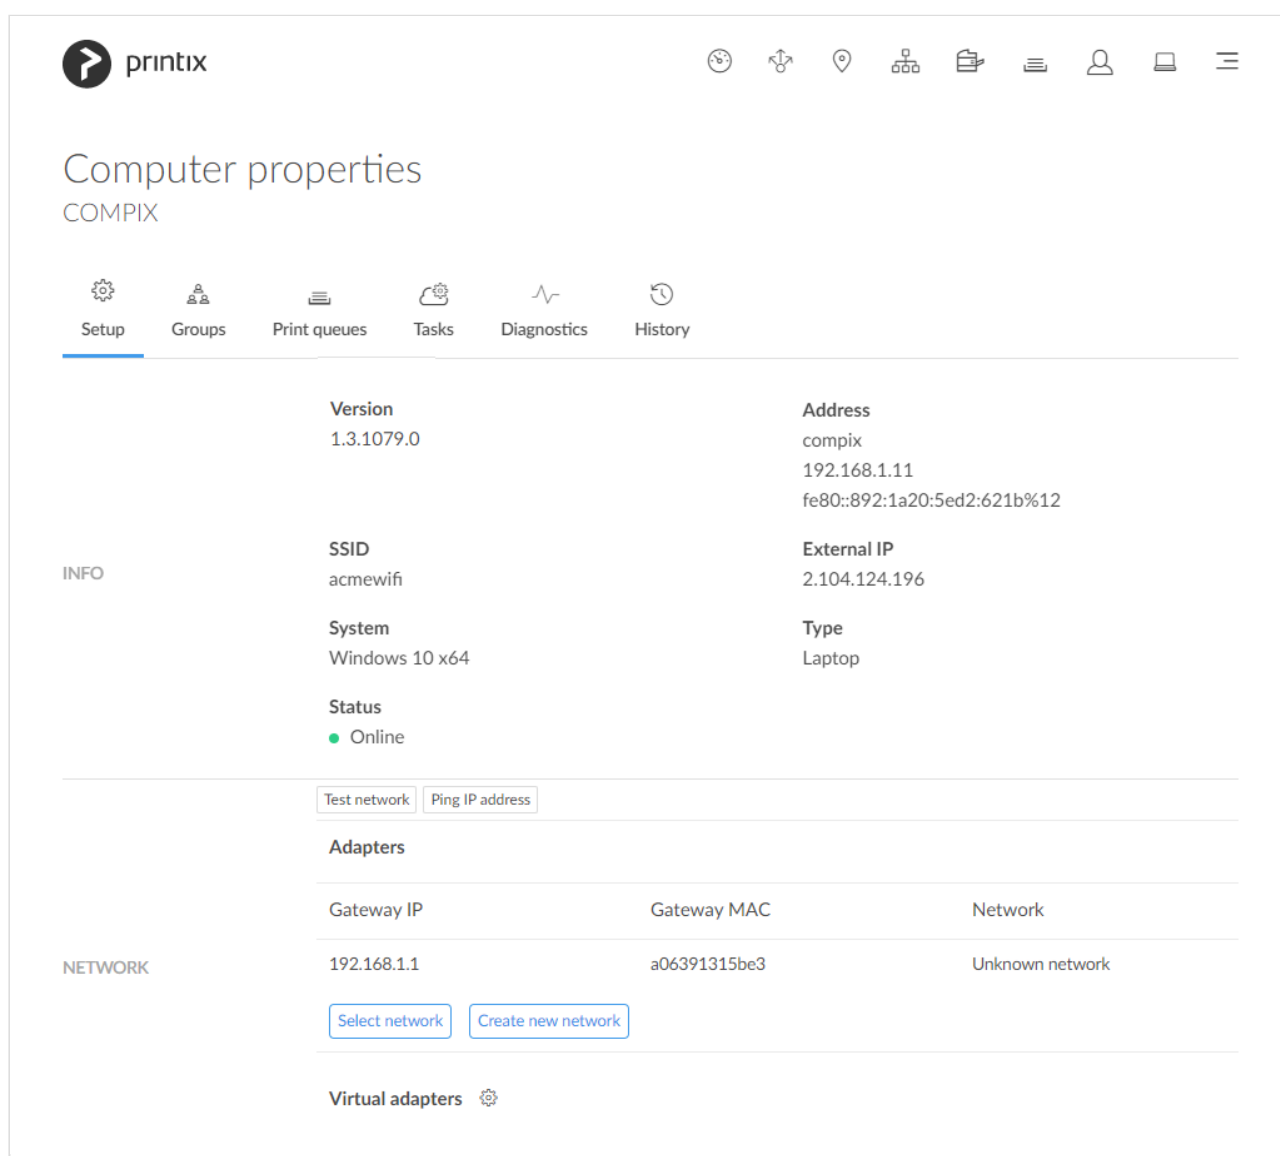 printix
Computer properties
COMPIX
Setup Groups Print queues Tasks Diagnostics History
Version
1.3.1079.0
Address
compix
192.168.1.11
fe80::892:1a20:5ed2:621b%12
INFO
SSID
acmewifi
External IP
2.104.124.196
System
Windows 10 x64
Type
Laptop
Status
Online
NETWORK
Test network Ping IP address
Adapters
Gateway IP Gateway MAC Network
192.168.1.1 a06391315be3 Unknown network
Select network Create new network
Virtual adapters